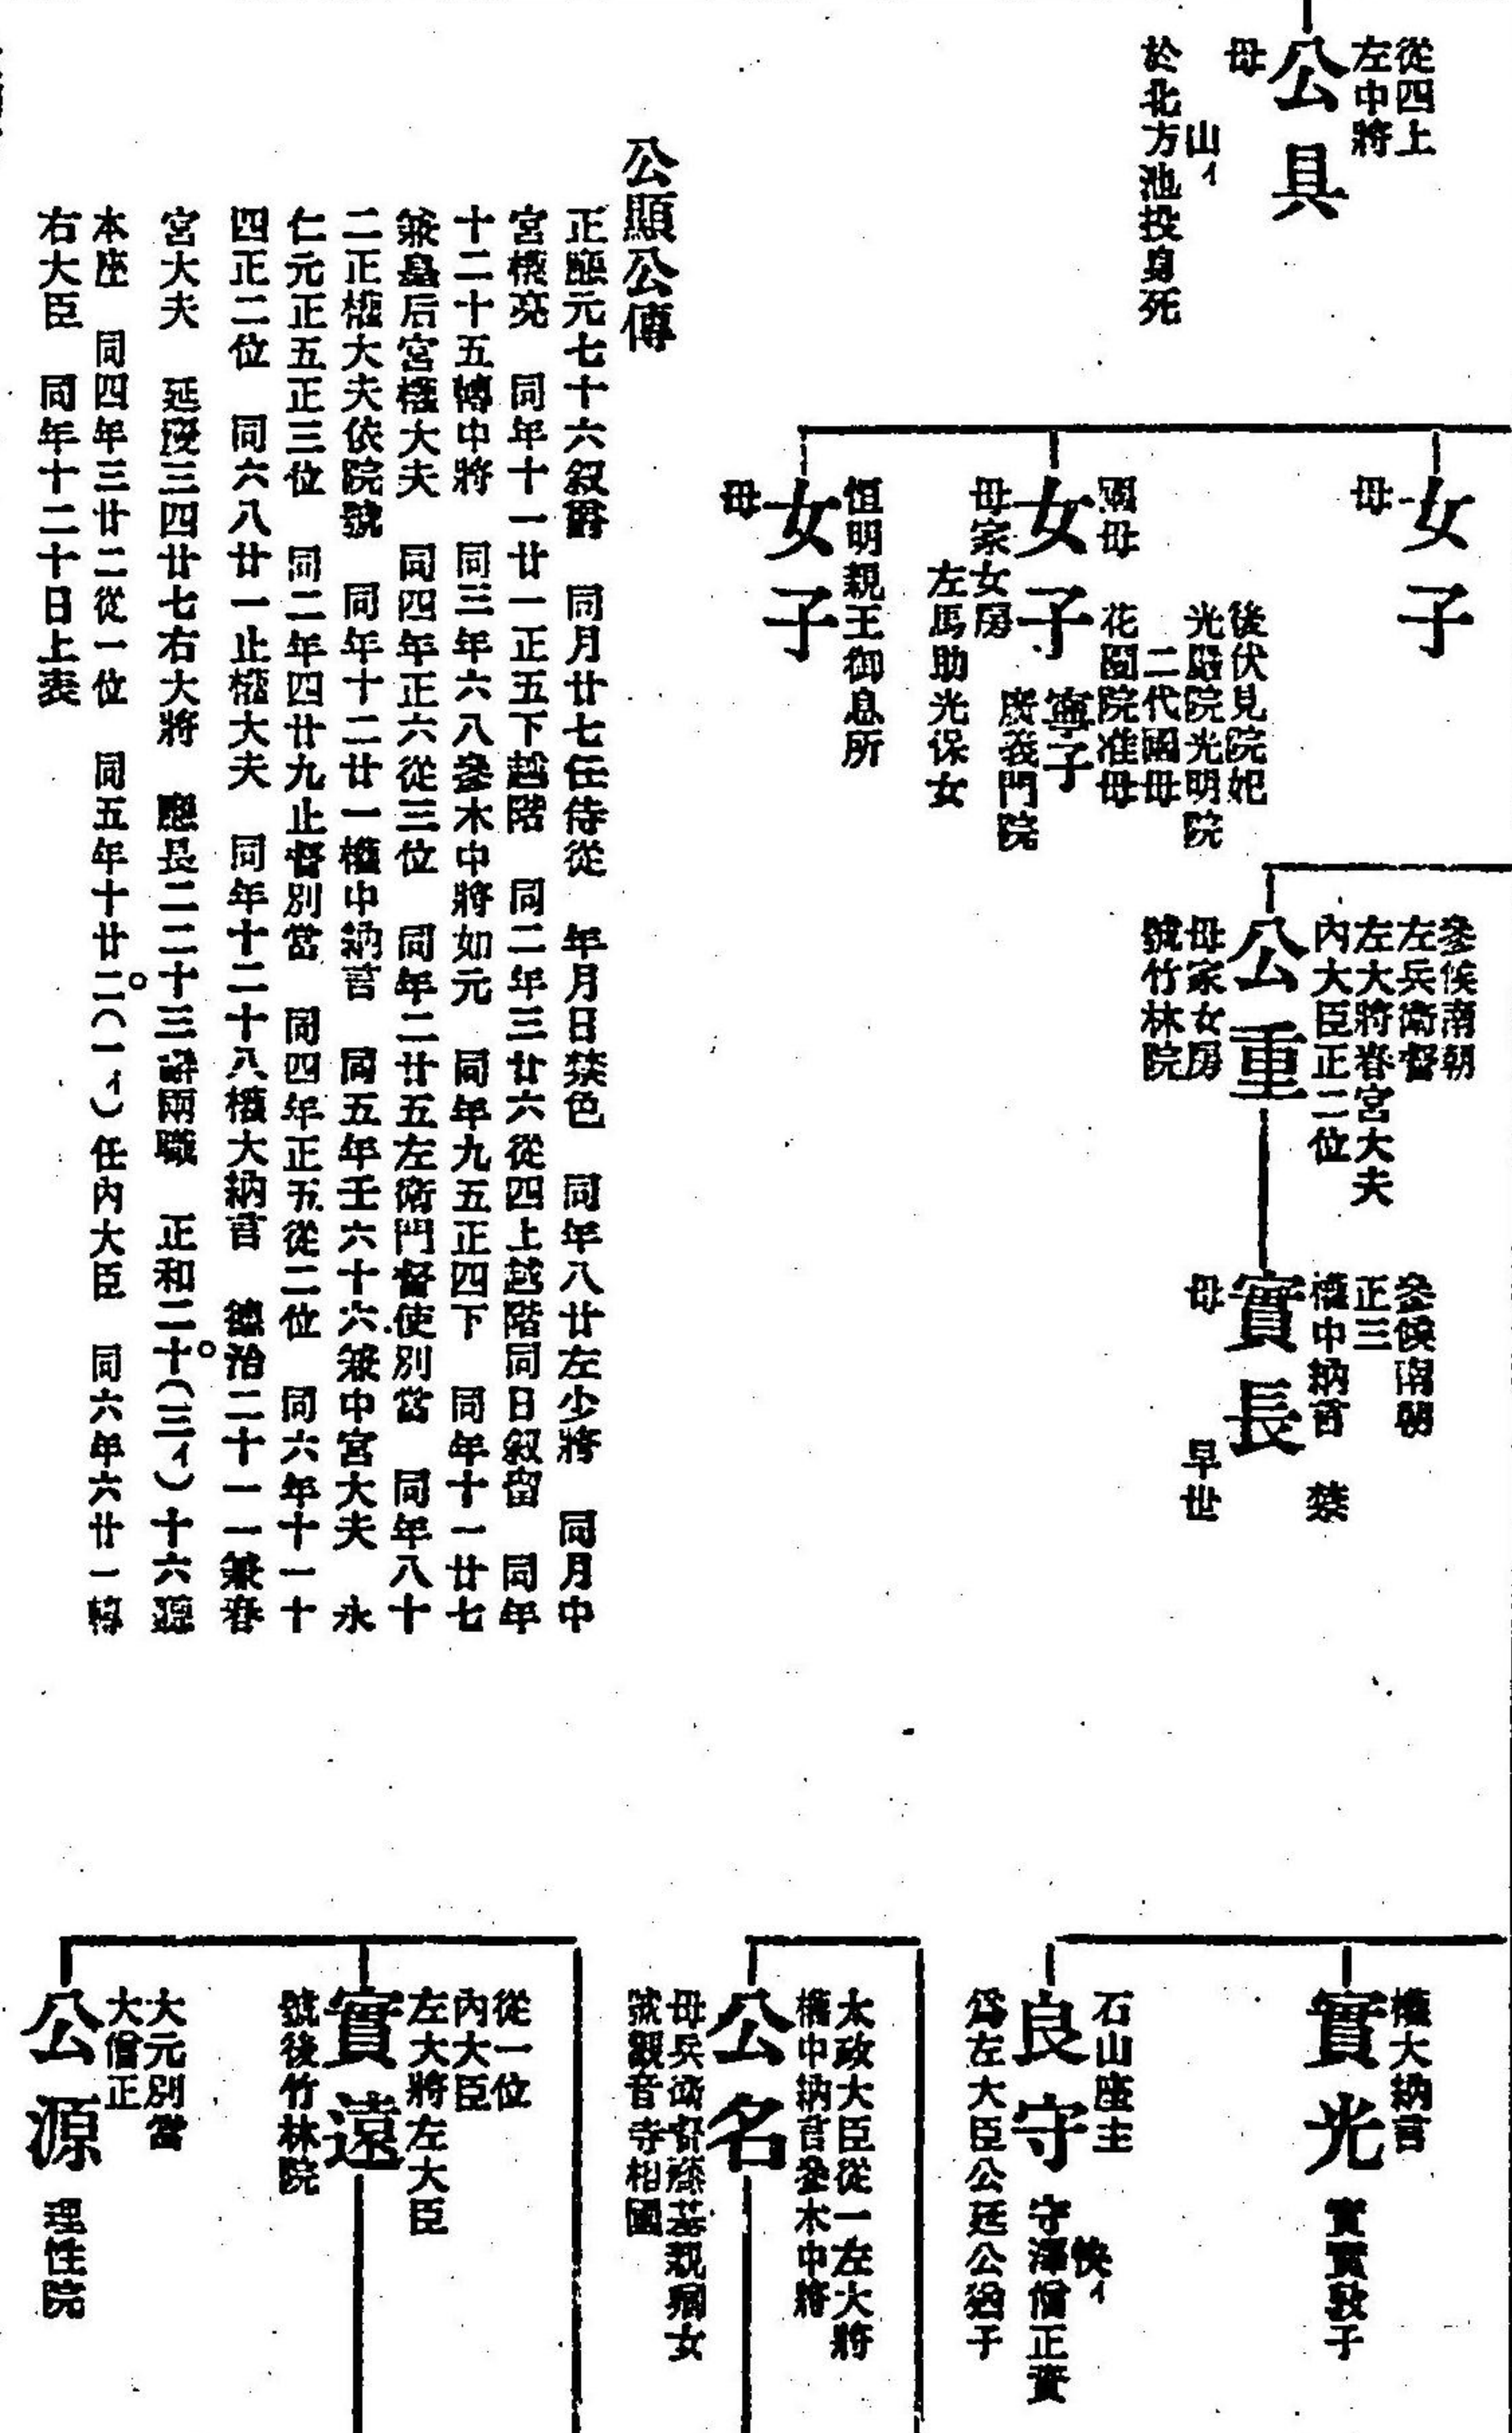 從四上
左中將
公具
母
山イ
於北方池投身死
女子
母
後伏見院妃
光嚴院光明院
二代國母
國母 花園院准母
女子 寧子
廣義門院
母家女房
左馬助光保女
恒明親王御息所
女子
母
參候南朝
左兵衞督
左大將春宮大夫
內大臣正二位
公重
母家女房
號竹林院
參候南朝
正三
權中納言 禁
實長
母 早世
公顯公傳
正應元七十六叙爵 同月廿七任侍從 年月日禁色 同年八廿左少將 同月中
宮權亮 同年十一廿一正五下越階 同二年三廿六從四上越階同日叙留 同年
十二十五轉中將 同三年六八參木中將如元 同年九五正四下 同年十一廿七
兼皇后宮權大夫 同四年正六從三位 同年二廿五左衞門督使別當 同年八十
二正權大夫依院號 同年十二廿一權中納言 同五年壬六十六兼中宮大夫 永
仁元正五正三位 同二年四廿九止督別當 同四年正五從二位 同六年十一十
四正二位 同六八廿一止權大夫 同年十二十八權大納言 德治二十一一兼春
宮大夫 延慶三四廿七右大將 應長二二十三辭兩職 正和二十(三イ)十六還
本座 同四年三廿二從一位 同五年十廿二(一イ)任內大臣 同六年六廿一轉
右大臣 同年十二十日上表
權大納言
實光
實實敦子
石山座主
良守
快イ
守澤僧正資
爲左大臣公廷公猶子
太政大臣從一左大將
權中納言參木中將
公名
母兵衞督藤基親女
號觀音寺相國
從一位
內大臣
左大將左大臣
實遠
號後竹林院
大元別當
大僧正
公源 理性院